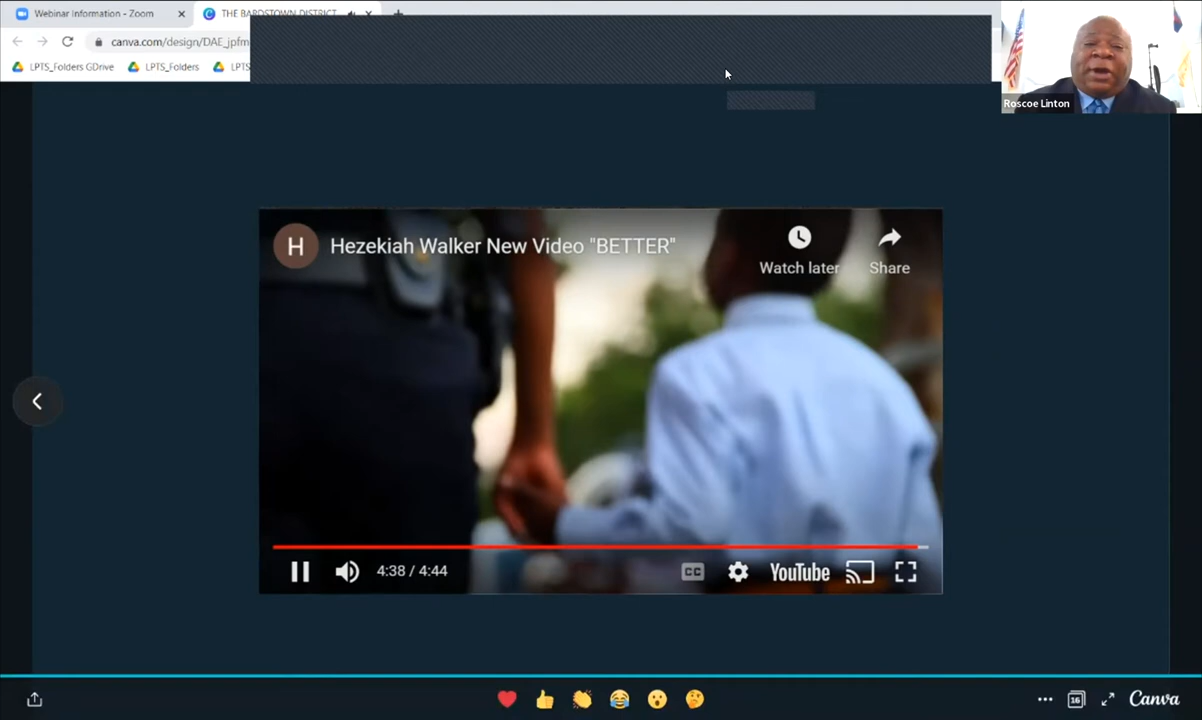 Webinar Information - Zoom
THE BARDSTOWN DISTRICT
canva.com/design/DAE_jpfm
LPTS_Folders GDrive
LPTS_Folders
LPTS
Roscoe Linton
H
Hezekiah Walker New Video "BETTER"
Watch later
Share
4:38 / 4:44
CC
YouTube
16
Canva